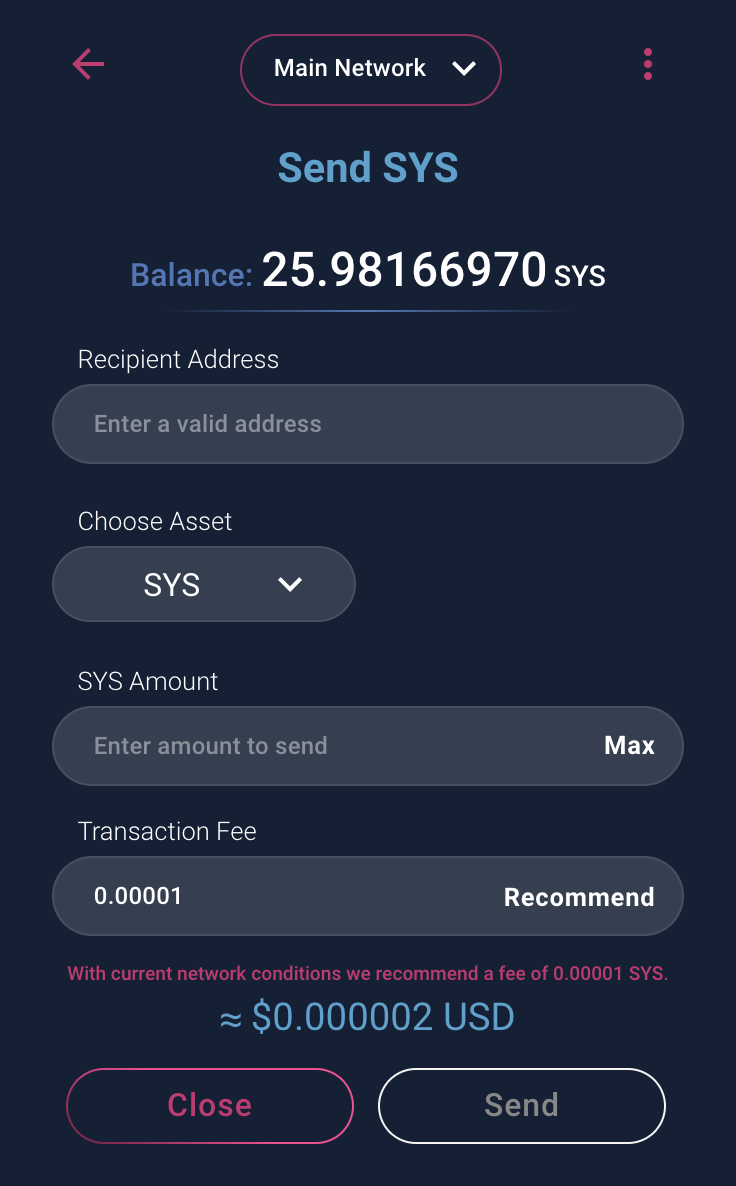 Main Network
Send SYS
Balance: 25.98166970 SYS
Recipient Address
Enter a valid address
Choose Asset
SYS
SYS Amount
Enter amount to send Max
Transaction Fee
0.00001 Recommend
With current network conditions we recommend a fee of 0.00001 SYS.
≈ $0.000002 USD
Close Send